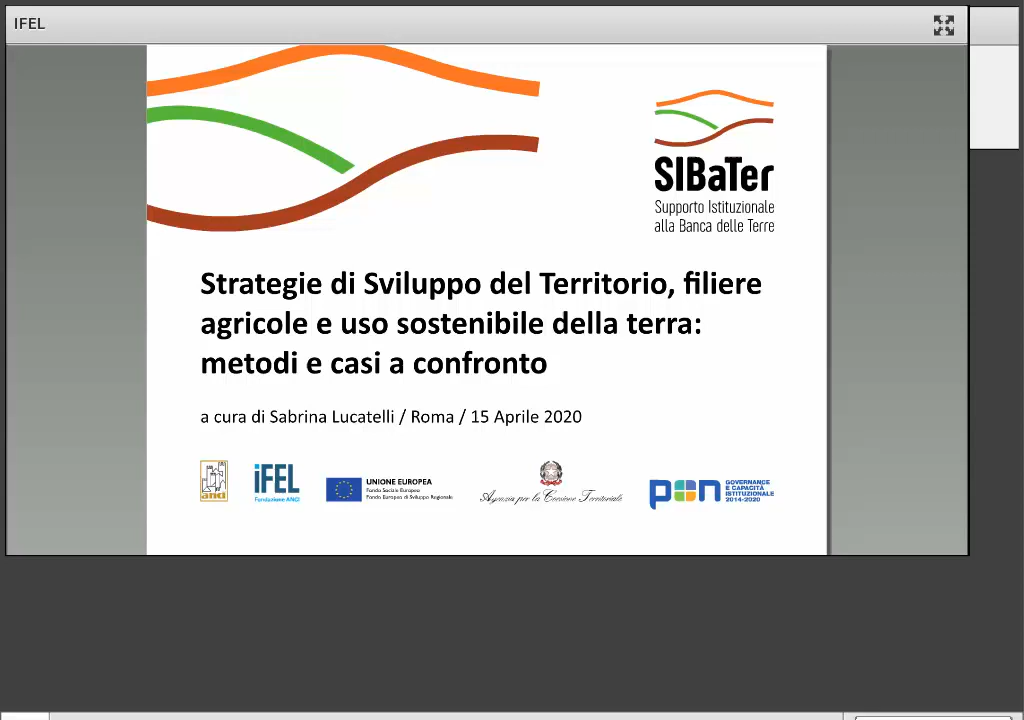 IFEL
SIBaTer
Supporto Istituzionale
alla Banca delle Terre
Strategie di Sviluppo del Territorio, filiere
agricole e uso sostenibile della terra:
metodi e casi a confronto
a cura di Sabrina Lucatelli / Roma / 15 Aprile 2020
anci
iFEL
Fondazione ANCI
UNIONE EUROPEA
Fondo Sociale Europeo
Fondo Europeo di Sviluppo Regionale
Agenzia per la Coesione Territoriale
pon
GOVERNANCE
E CAPACITÀ
ISTITUZIONALE
2014-2020